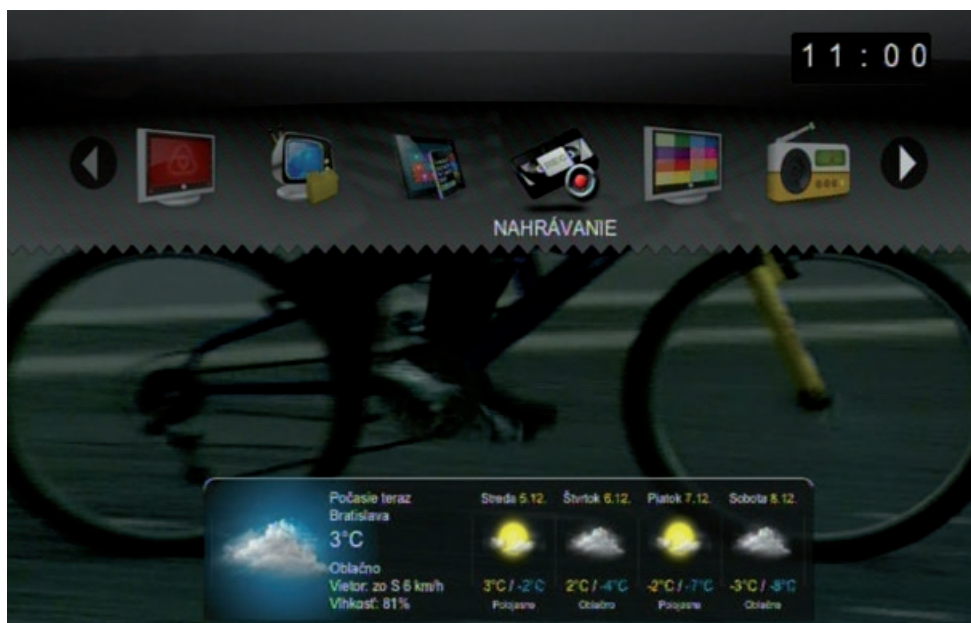 11:00
NAHRÁVANIE
Počasie teraz
Bratislava
3°C
Oblačno
Vietor: zo S 6 km/h
Vlhkosť: 81%
Streda 5.12. Štvrtok 6.12. Piatok 7.12. Sobota 8.12.
3°C / -2°C 2°C / -4°C -2°C / -7°C -3°C / -8°C
Polojasno Oblačno Polojasno Oblačno